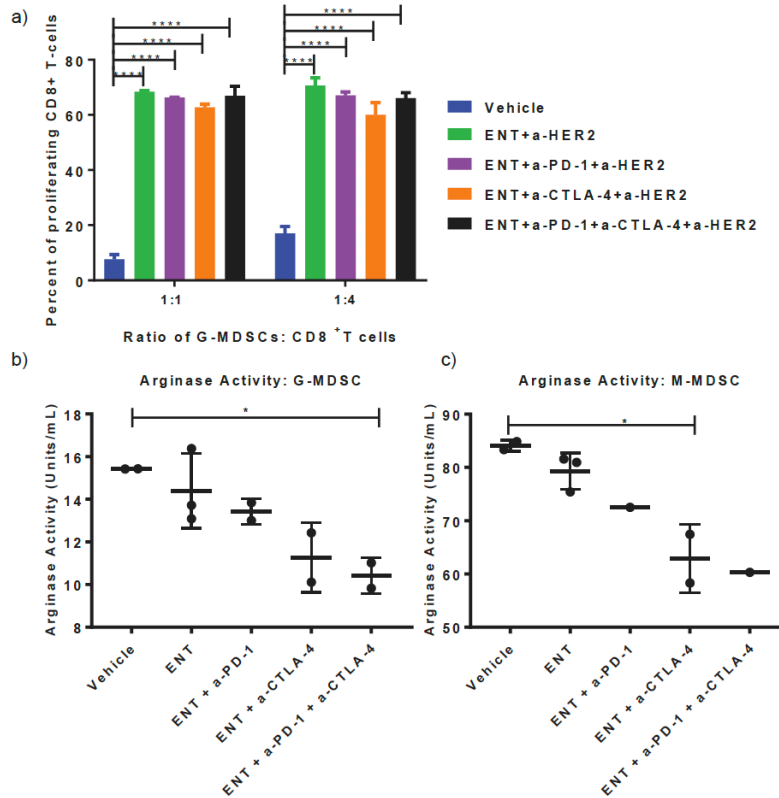 a)
Percent of proliferating CD8+ T-cells
80
60
40
20
0
****
****
****
****
****
****
****
****
1:1
1:4
Ratio of G-MDSCs: CD8 + T cells
Vehicle
ENT+a-HER2
ENT+a-PD-1+a-HER2
ENT+a-CTLA-4+a-HER2
ENT+a-PD-1+a-CTLA-4+a-HER2
b)
Arginase Activity: G-MDSC
Arginase Activity (Units/mL)
18
16
14
12
10
8
*
Vehicle
ENT
ENT + a-PD-1
ENT + a-CTLA-4
ENT + a-PD-1 + a-CTLA-4
c)
Arginase Activity: M-MDSC
Arginase Activity (Units/mL)
90
80
70
60
50
*
Vehicle
ENT
ENT + a-PD-1
ENT + a-CTLA-4
ENT + a-PD-1 + a-CTLA-4